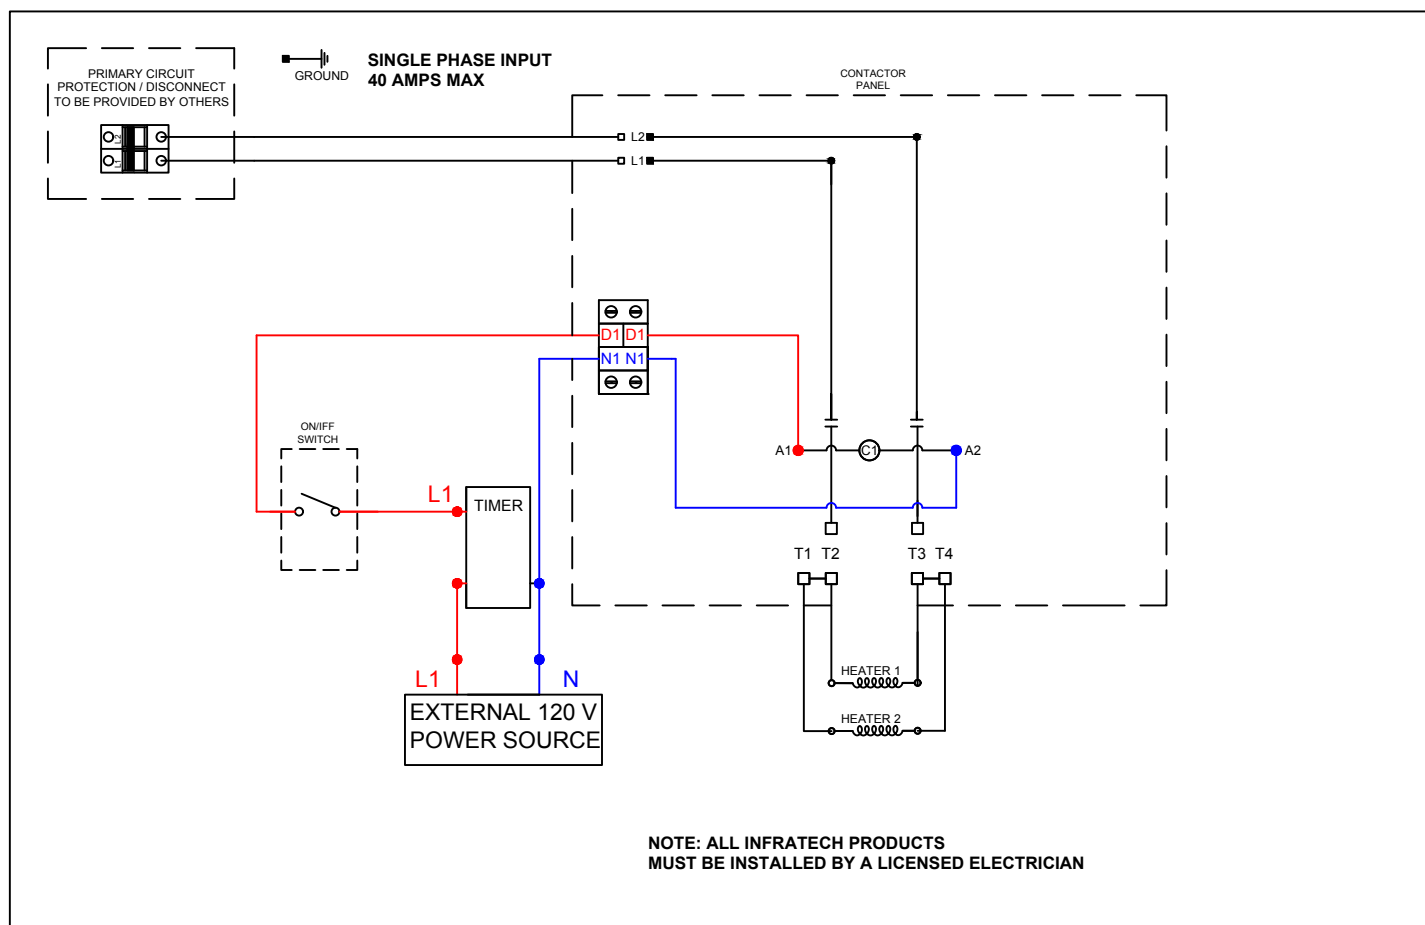 PRIMARY CIRCUIT
PROTECTION / DISCONNECT
TO BE PROVIDED BY OTHERS
L2
L1
GROUND
SINGLE PHASE INPUT
40 AMPS MAX
CONTACTOR
PANEL
L2
L1
D1 D1
N1 N1
ON/IFF
SWITCH
L1
TIMER
A1
C1
A2
T1 T2
T3 T4
L1
N
EXTERNAL 120 V
POWER SOURCE
HEATER 1
HEATER 2
NOTE: ALL INFRATECH PRODUCTS
MUST BE INSTALLED BY A LICENSED ELECTRICIAN